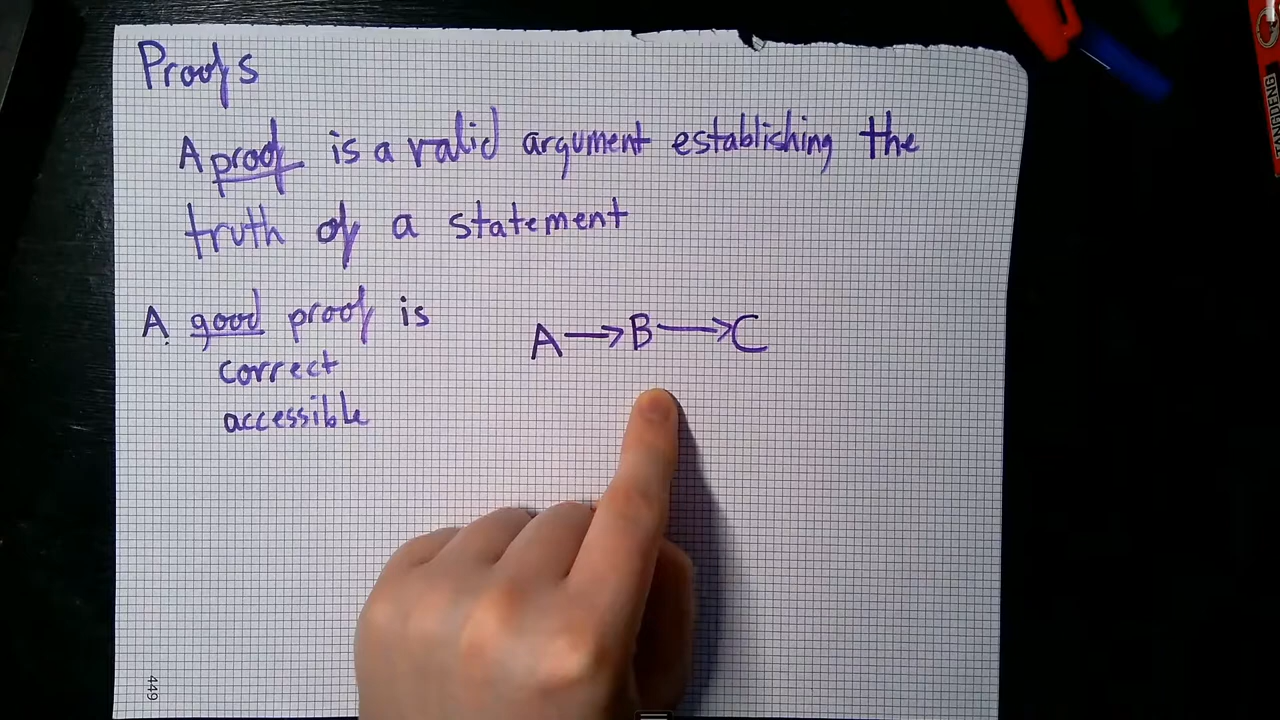 Proofs
A proof is a valid argument establishing the
truth of a statement
A good proof is
correct
accessible
A → B → C
449